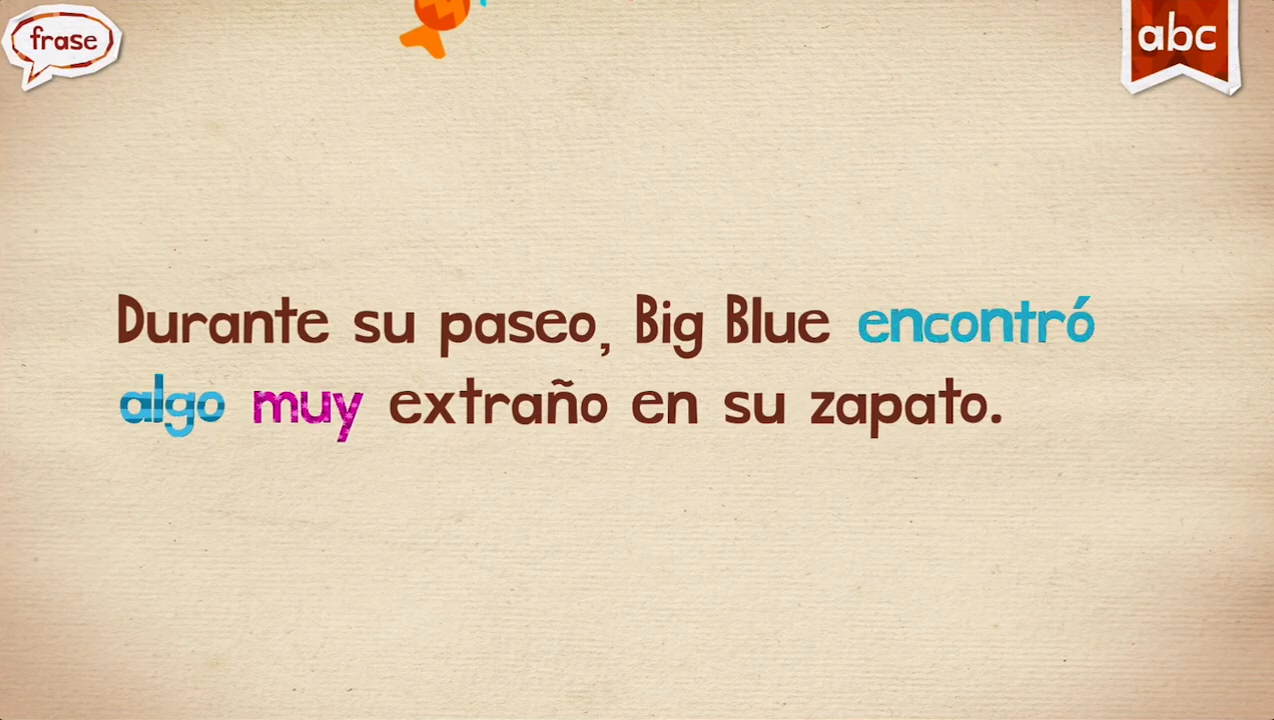 frase
abc
Durante su paseo, Big Blue encontró
algo muy extraño en su zapato.